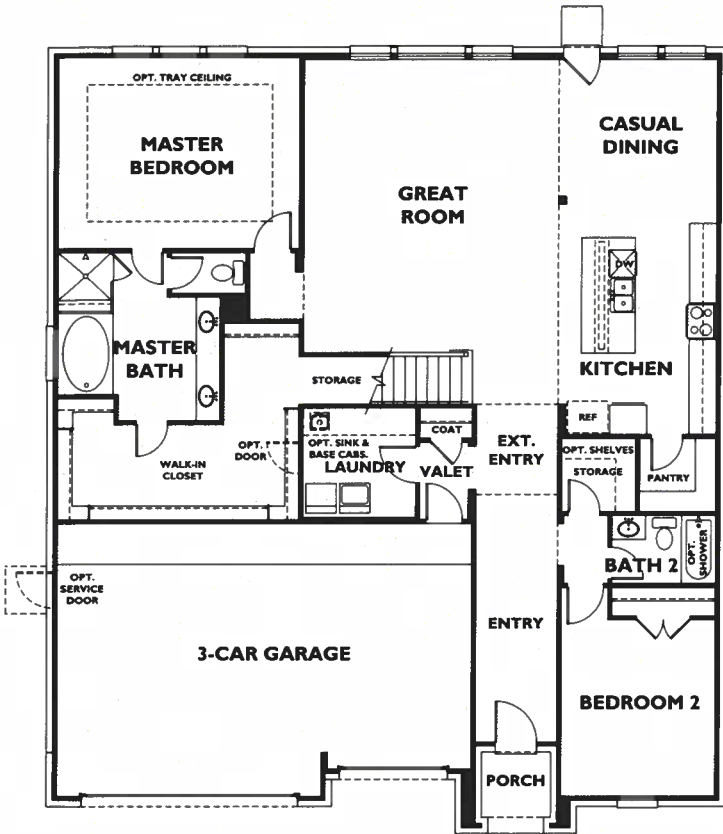 OPT. TRAY CEILING
MASTER
BEDROOM
CASUAL
DINING
GREAT
ROOM
DW
MASTER
BATH
KITCHEN
STORAGE
REF
COAT
OPT. SINK &
BASE CABS.
LAUNDRY
VALET
EXT.
ENTRY
OPT. SHELVES
STORAGE
PANTRY
OPT.
DOOR
WALK-IN
CLOSET
OPT.
SHOWER
BATH 2
OPT.
SERVICE
DOOR
ENTRY
3-CAR GARAGE
BEDROOM 2
PORCH